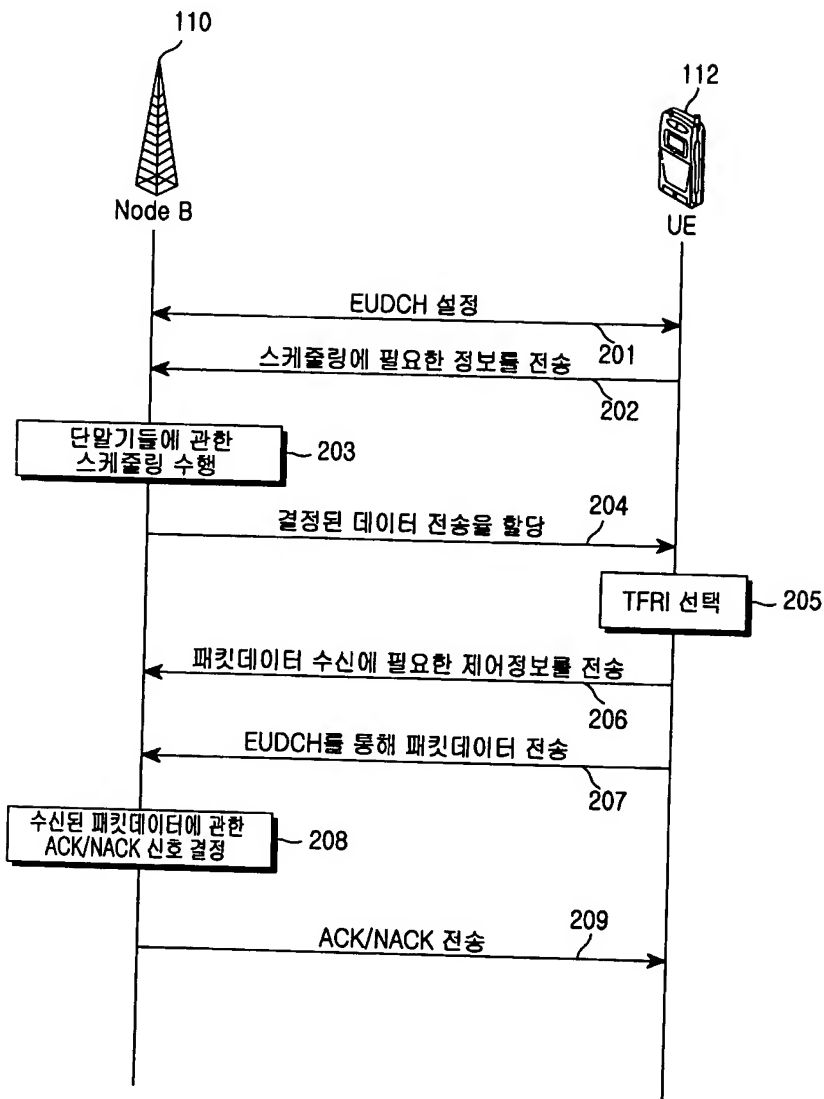 110
112
Node B
UE
EUDCH 설정
201
스케줄링에 필요한 정보를 전송
202
단말기들에 관한
스케줄링 수행
203
결정된 데이터 전송율 할당
204
TFRI 선택
205
패킷데이터 수신에 필요한 제어정보를 전송
206
EUDCH를 통해 패킷데이터 전송
207
수신된 패킷데이터에 관한
ACK/NACK 신호 결정
208
ACK/NACK 전송
209